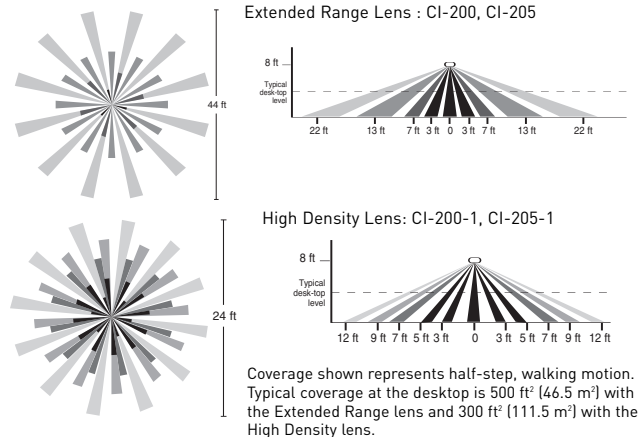 Extended Range Lens : CI-200, CI-205
8 ft
Typical
desk-top
level
44 ft
22 ft 13 ft 7 ft 3 ft 0 3 ft 7 ft 13 ft 22 ft
High Density Lens: CI-200-1, CI-205-1
8 ft
Typical
desk-top
level
24 ft
12 ft 9 ft 7 ft 5 ft 3 ft 0 3 ft 5 ft 7 ft 9 ft 12 ft
Coverage shown represents half-step, walking motion.
Typical coverage at the desktop is 500 ft² (46.5 m²) with
the Extended Range lens and 300 ft² (111.5 m²) with the
High Density lens.